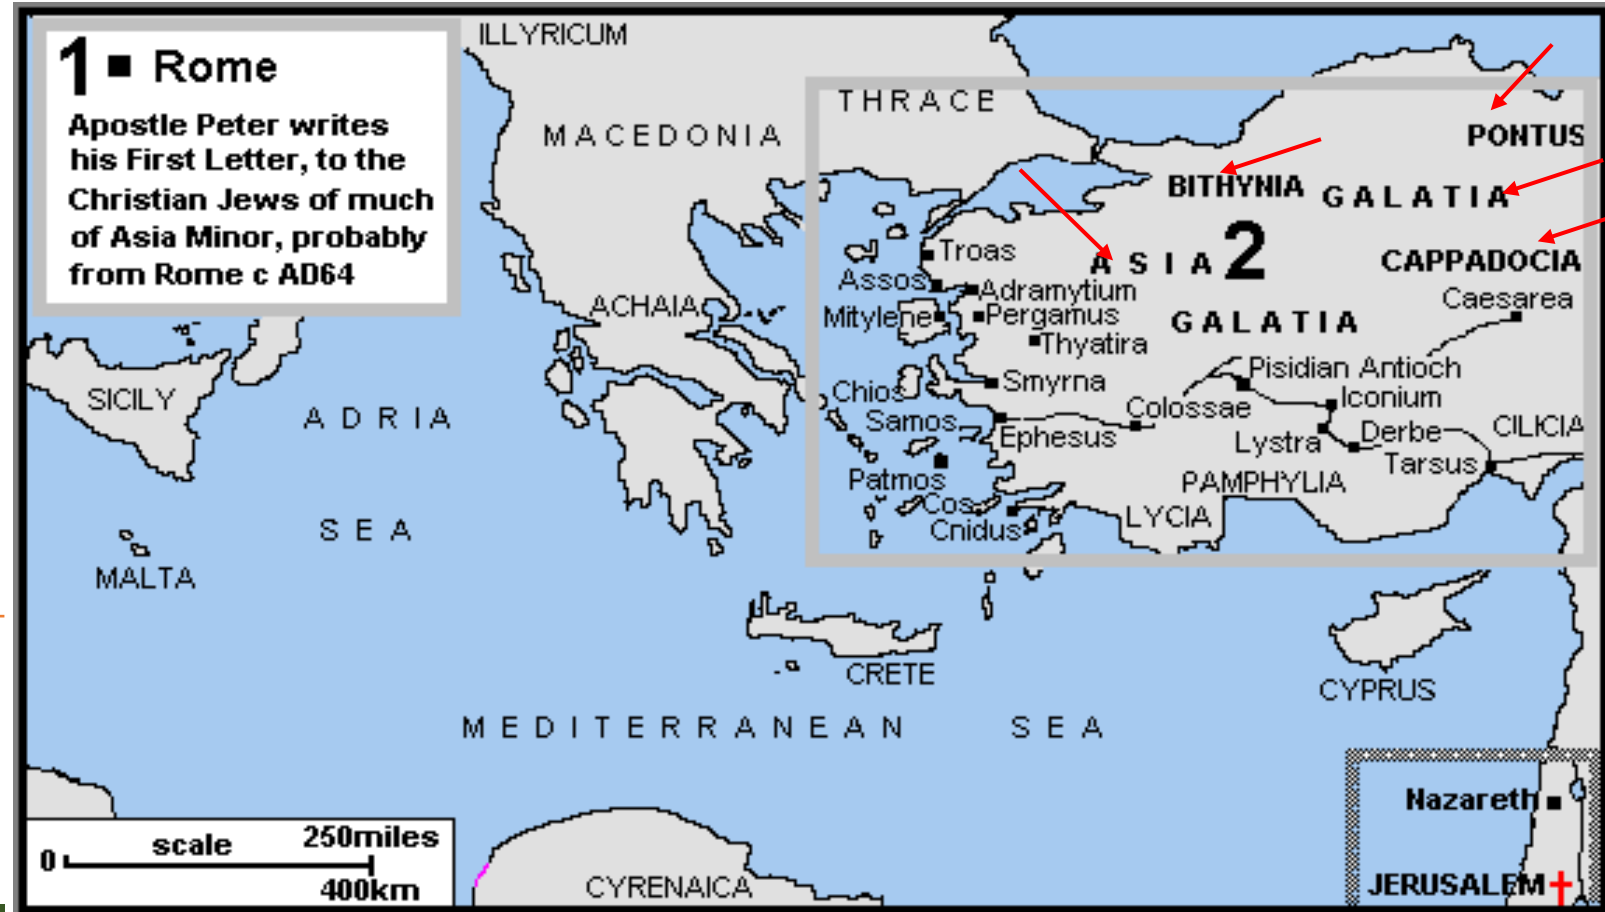 1 ■ Rome
Apostle Peter writes
his First Letter, to the
Christian Jews of much
of Asia Minor, probably
from Rome c AD64
ILLYRICUM
THRACE
MACEDONIA
PONTUS
BITHYNIA
GALATIA
ASIA
2
CAPPADOCIA
Troas
Assos
Adramytium
Caesarea
Mitylene
Pergamus
GALATIA
ACHAIA
Thyatira
Pisidian Antioch
Smyrna
Chios
Colossae
Iconium
SICILY
ADRIA
Samos
Ephesus
Lystra
Derbe
CILICIA
Tarsus
Patmos
PAMPHYLIA
Cos
Cnidus
LYCIA
SEA
MALTA
CRETE
CYPRUS
MEDITERRANEAN SEA
Nazareth
JERUSALEM
scale
250miles
0
400km
CYRENAICA